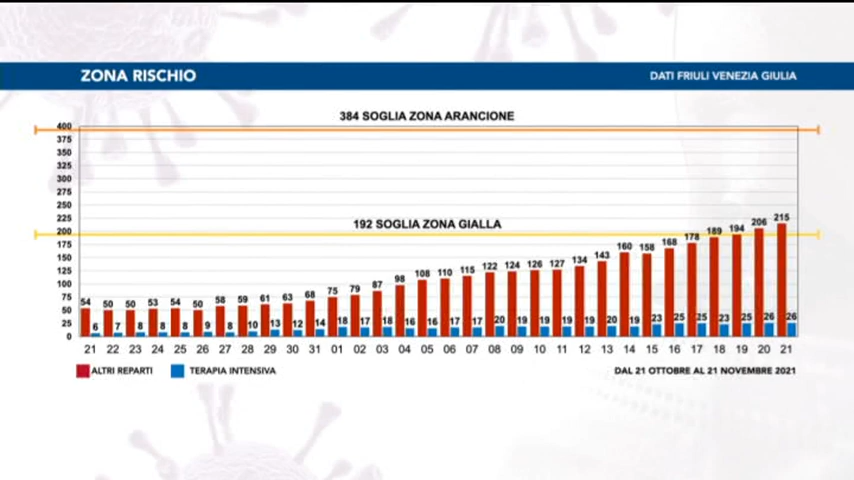 ZONA RISCHIO
DATI FRIULI VENEZIA GIULIA
384 SOGLIA ZONA ARANCIONE
400
375
350
325
300
275
250
225
200
175
150
125
100
75
50
25
0
192 SOGLIA ZONA GIALLA
54 50 50 53 54 50 58 59 61 63 68 75 79 87 98 108 110 115 122 124 126 127 134 143 160 158 168 178 189 194 206 215
6 7 8 8 8 9 8 10 13 12 14 18 17 18 16 16 17 17 20 19 19 19 19 20 19 23 25 25 23 25 26 26
21 22 23 24 25 26 27 28 29 30 31 01 02 03 04 05 06 07 08 09 10 11 12 13 14 15 16 17 18 19 20 21
ALTRI REPARTI
TERAPIA INTENSIVA
DAL 21 OTTOBRE AL 21 NOVEMBRE 2021